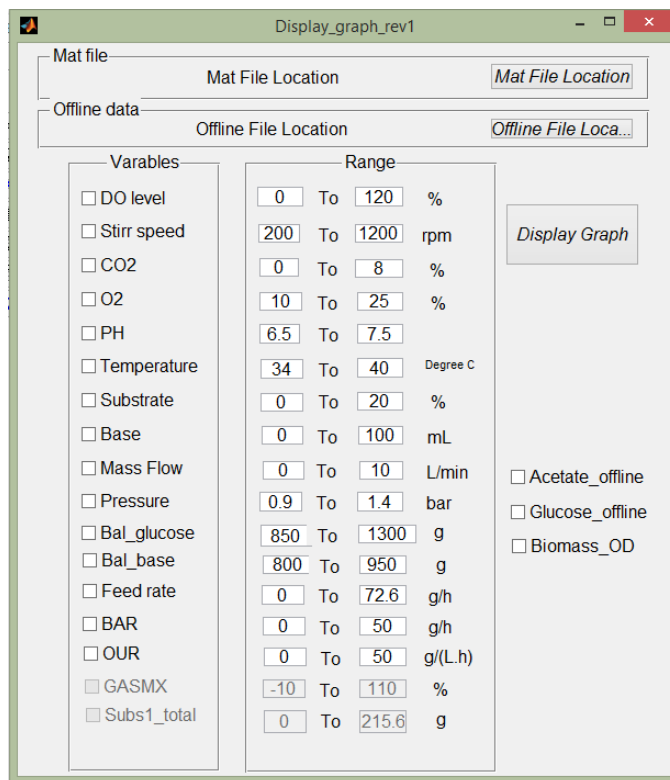 Display_graph_rev1
Mat file
Mat File Location Mat File Location
Offline data
Offline File Location Offline File Loca...
Varables Range
DO level 0 To 120 %
Stirr speed 200 To 1200 rpm
Display Graph
CO2 0 To 8 %
O2 10 To 25 %
PH 6.5 To 7.5
Temperature 34 To 40 Degree C
Substrate 0 To 20 %
Base 0 To 100 mL
Mass Flow 0 To 10 L/min
Acetate_offline
Pressure 0.9 To 1.4 bar
Glucose_offline
Bal_glucose 850 To 1300 g
Biomass_OD
Bal_base 800 To 950 g
Feed rate 0 To 72.6 g/h
BAR 0 To 50 g/h
OUR 0 To 50 g/(L.h)
GASMX -10 To 110 %
Subs1_total 0 To 215.6 g